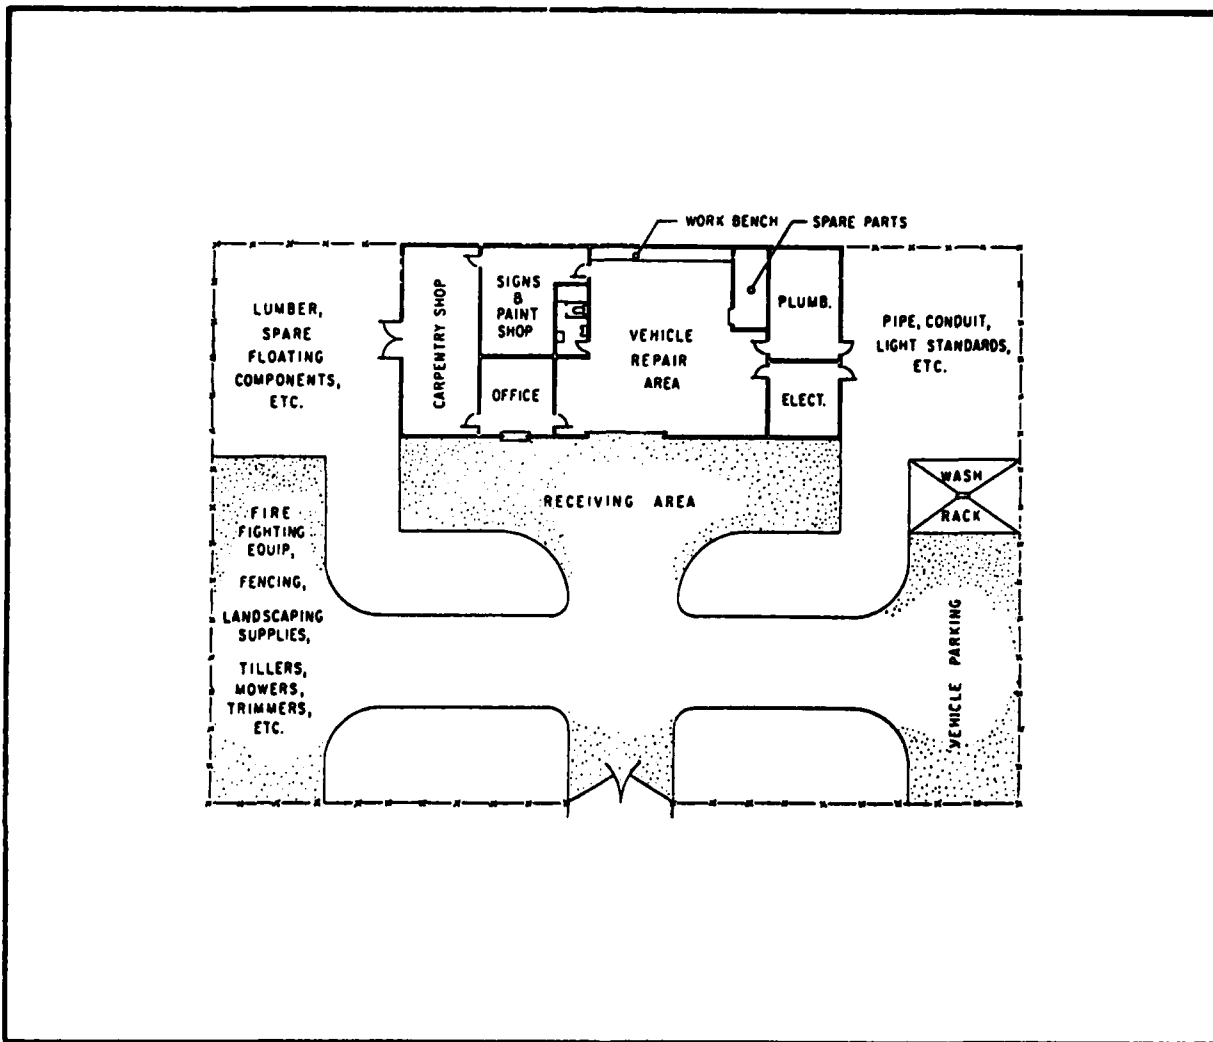 WORK BENCH
SPARE PARTS
LUMBER,
SPARE
FLOATING
COMPONENTS,
ETC.
CARPENTRY SHOP
SIGNS
&
PAINT
SHOP
OFFICE
VEHICLE
REPAIR
AREA
PLUMB.
ELECT.
PIPE, CONDUIT,
LIGHT STANDARDS,
ETC.
RECEIVING AREA
WASH
RACK
FIRE
FIGHTING
EQUIP,
FENCING,
LANDSCAPING
SUPPLIES,
TILLERS,
MOWERS,
TRIMMERS,
ETC.
VEHICLE PARKING